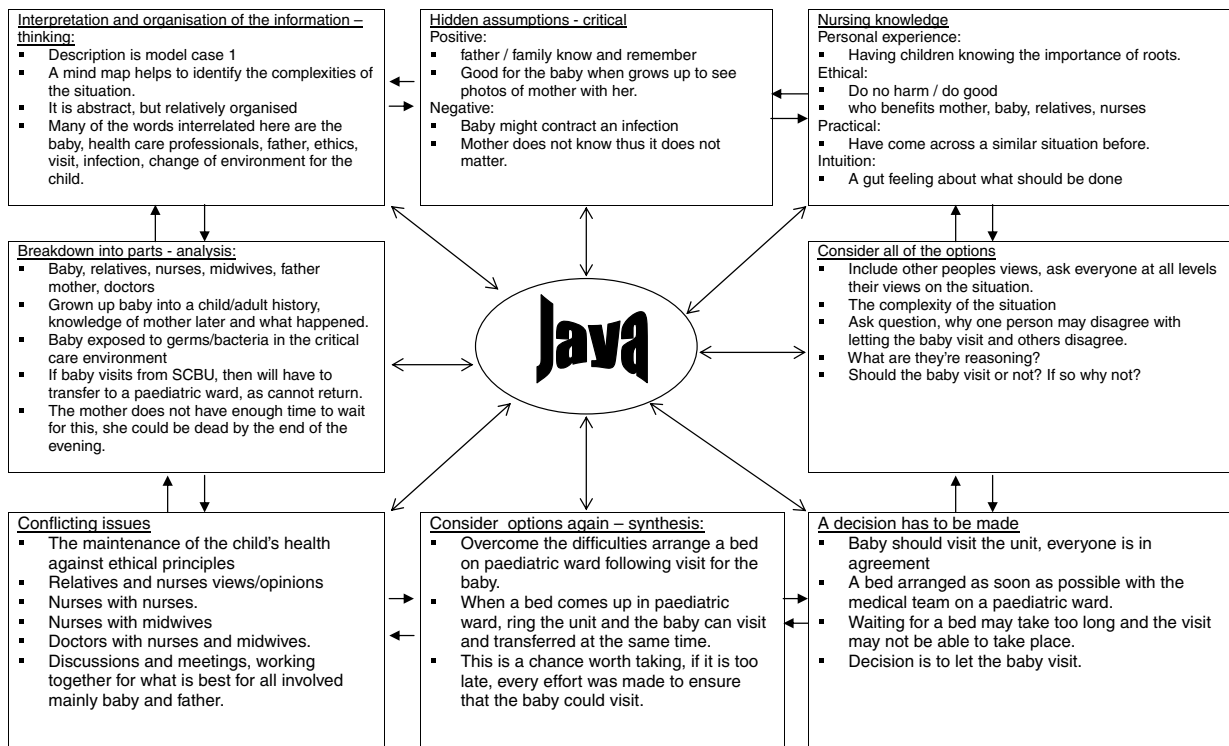 Interpretation and organisation of the information –
thinking:
▪ Description is model case 1
▪ A mind map helps to identify the complexities of
the situation.
▪ It is abstract, but relatively organised
▪ Many of the words interrelated here are the
baby, health care professionals, father, ethics,
visit, infection, change of environment for the
child.
Hidden assumptions - critical
Positive:
▪ father / family know and remember
▪ Good for the baby when grows up to see
photos of mother with her.
Negative:
▪ Baby might contract an infection
▪ Mother does not know thus it does not
matter.
Nursing knowledge
Personal experience:
▪ Having children knowing the importance of roots.
Ethical:
▪ Do no harm / do good
▪ who benefits mother, baby, relatives, nurses
Practical:
▪ Have come across a similar situation before.
Intuition:
▪ A gut feeling about what should be done
Breakdown into parts - analysis:
▪ Baby, relatives, nurses, midwives, father
mother, doctors
▪ Grown up baby into a child/adult history,
knowledge of mother later and what happened.
▪ Baby exposed to germs/bacteria in the critical
care environment
▪ If baby visits from SCBU, then will have to
transfer to a paediatric ward, as cannot return.
▪ The mother does not have enough time to wait
for this, she could be dead by the end of the
evening.
Java
Consider all of the options
▪ Include other peoples views, ask everyone at all levels
their views on the situation.
▪ The complexity of the situation
▪ Ask question, why one person may disagree with
letting the baby visit and others disagree.
▪ What are they're reasoning?
▪ Should the baby visit or not? If so why not?
Conflicting issues
▪ The maintenance of the child's health
against ethical principles
▪ Relatives and nurses views/opinions
▪ Nurses with nurses.
▪ Nurses with midwives
▪ Doctors with nurses and midwives.
▪ Discussions and meetings, working
together for what is best for all involved
mainly baby and father.
Consider options again – synthesis:
▪ Overcome the difficulties arrange a bed
on paediatric ward following visit for the
baby.
▪ When a bed comes up in paediatric
ward, ring the unit and the baby can visit
and transferred at the same time.
▪ This is a chance worth taking, if it is too
late, every effort was made to ensure
that the baby could visit.
A decision has to be made
▪ Baby should visit the unit, everyone is in
agreement
▪ A bed arranged as soon as possible with the
medical team on a paediatric ward.
▪ Waiting for a bed may take too long and the visit
may not be able to take place.
▪ Decision is to let the baby visit.